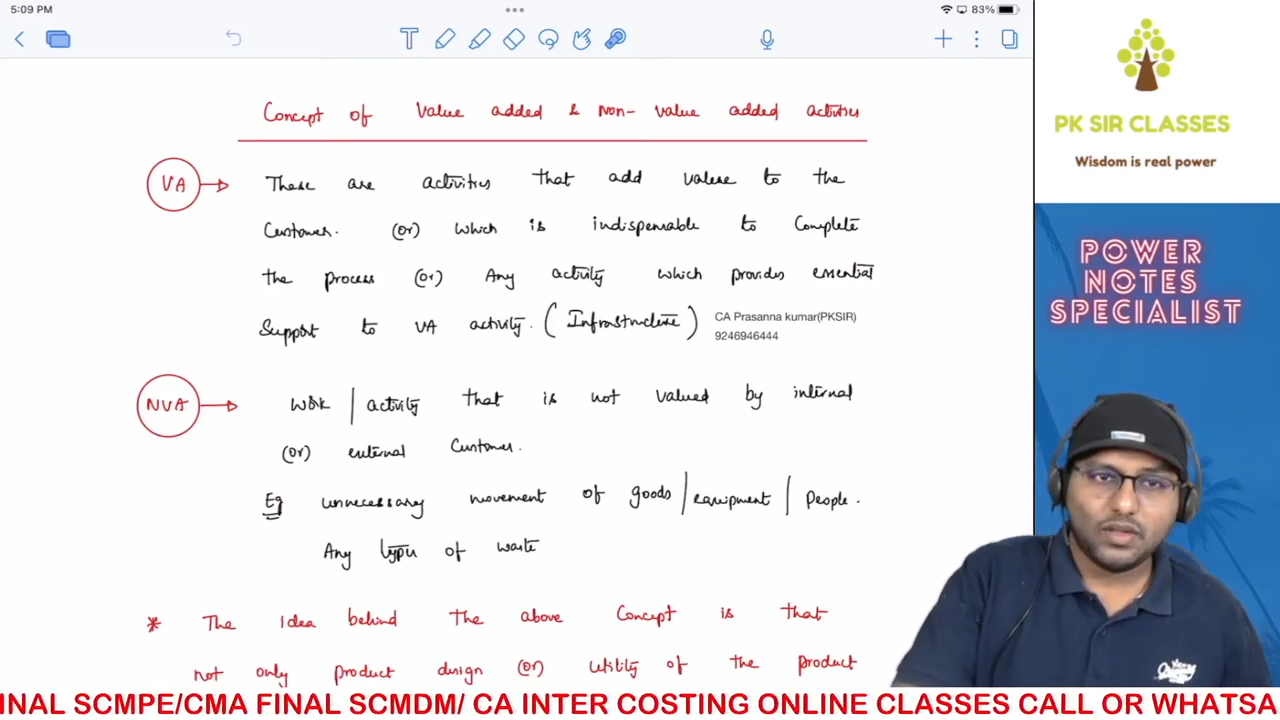 5:09 PM
83%
Concept of Value added & Non-value added activities
VA → These are activities that add value to the
Customer. (or) which is indispensable to Complete
the process (or) Any activity which provides essential
Support to VA activity. (Infrastructure)
CA Prasanna kumar(PKSIR)
9246946444
NVA → Work | activity that is not valued by internal
(or) external Customer.
Eg unnecessary movement of goods | equipment | People.
Any types of waste
* The idea behind the above Concept is that
not only product design (or) utility of the product
PK SIR CLASSES
Wisdom is real power
POWER
NOTES
SPECIALIST
INAL SCMPE/CMA FINAL SCMDM/ CA INTER COSTING ONLINE CLASSES CALL OR WHATSA